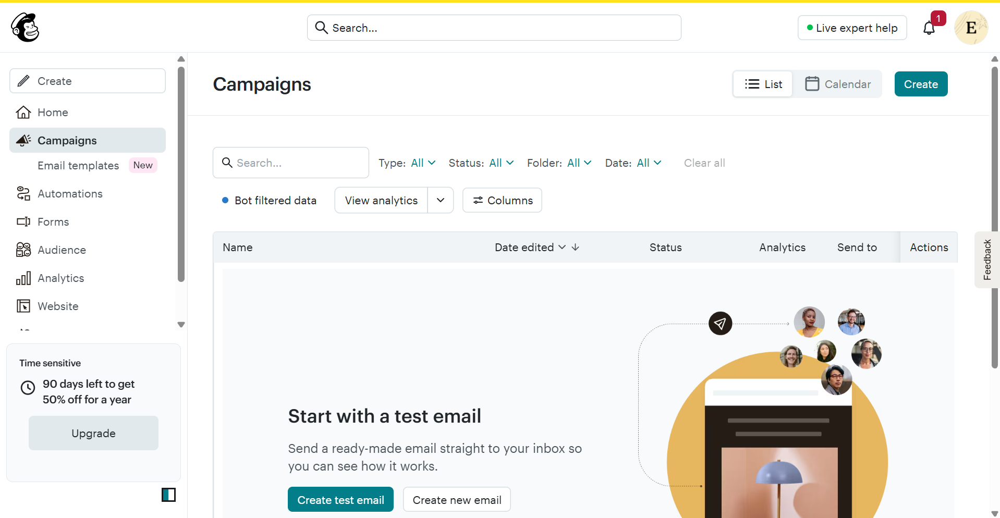 Search...
Live expert help
1
E
Create
Home
Campaigns
Email templates New
Automations
Forms
Audience
Analytics
Website
Time sensitive
90 days left to get
50% off for a year
Upgrade
Campaigns
List
Calendar
Create
Search...
Type: All
Status: All
Folder: All
Date: All
Clear all
Bot filtered data
View analytics
Columns
Name
Date edited
Status
Analytics
Send to
Actions
Start with a test email
Send a ready-made email straight to your inbox so
you can see how it works.
Create test email
Create new email
Feedback